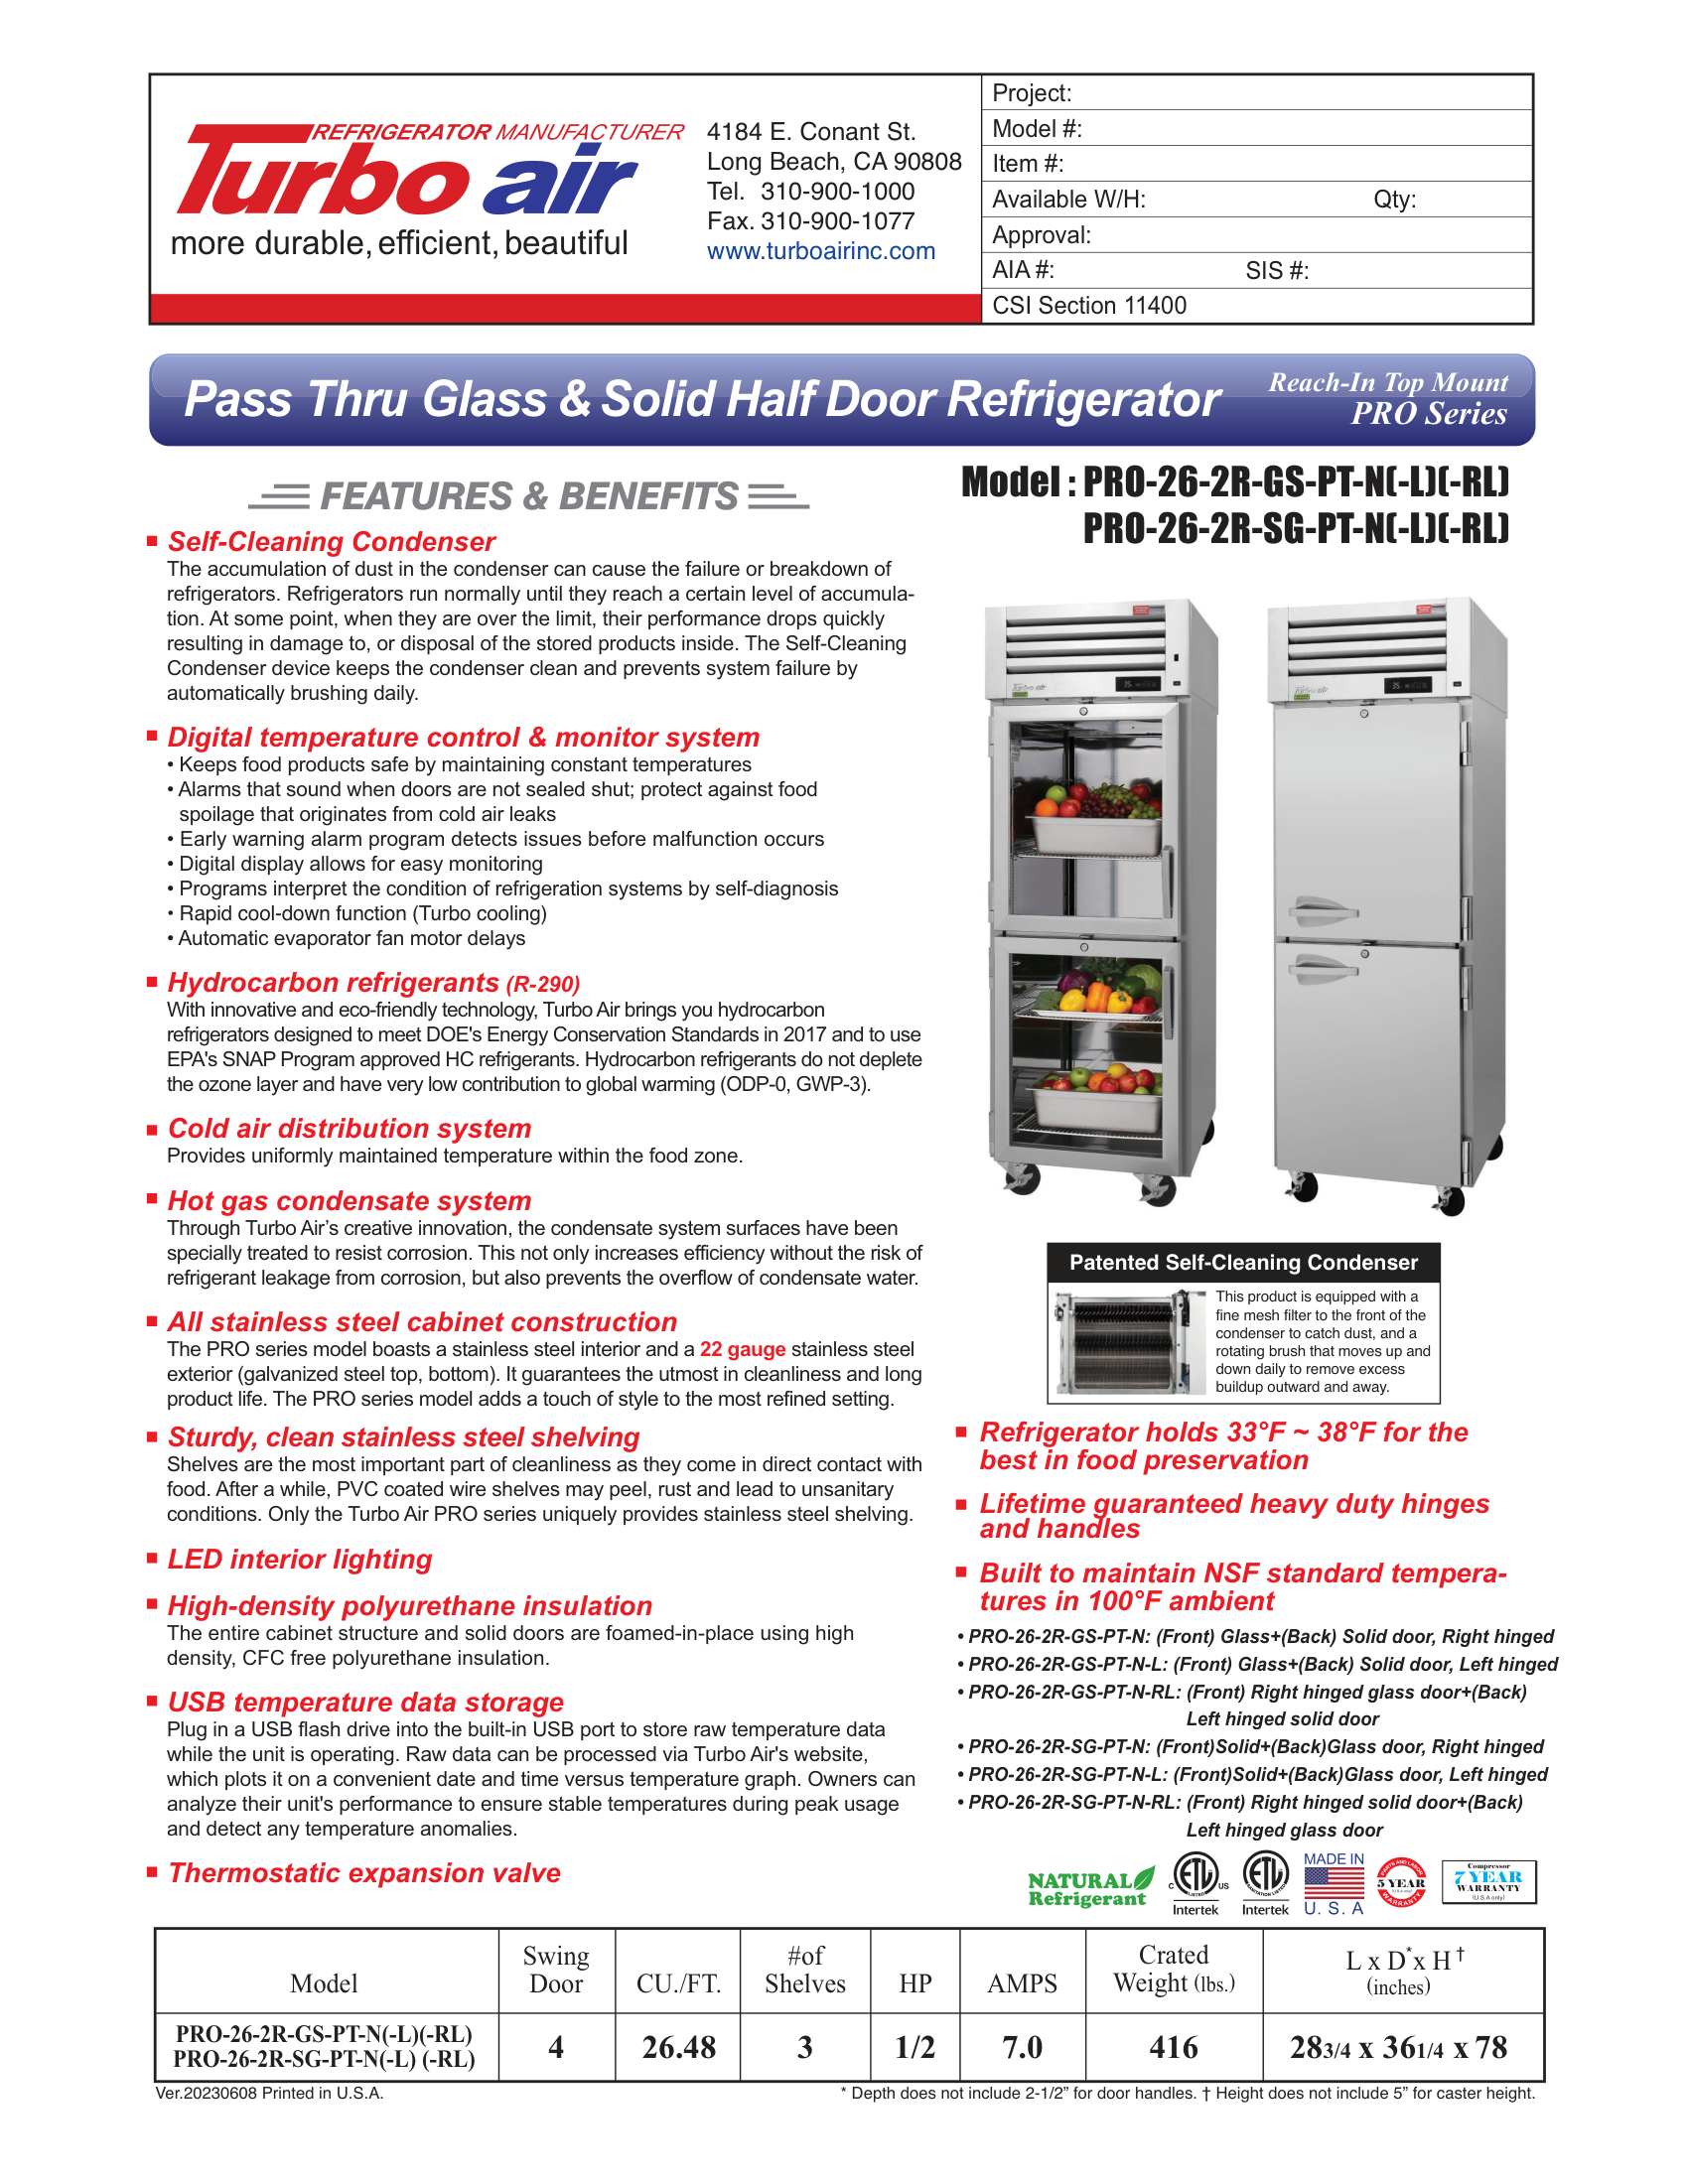 REFRIGERATOR MANUFACTURER
Turbo air
more durable, efficient, beautiful
4184 E. Conant St.
Long Beach, CA 90808
Tel. 310-900-1000
Fax. 310-900-1077
www.turboairinc.com
Project:
Model #:
Item #:
Available W/H: Qty:
Approval:
AIA #: SIS #:
CSI Section 11400
Pass Thru Glass & Solid Half Door Refrigerator
Reach-In Top Mount
PRO Series
FEATURES & BENEFITS
Self-Cleaning Condenser
The accumulation of dust in the condenser can cause the failure or breakdown of
refrigerators. Refrigerators run normally until they reach a certain level of accumula-
tion. At some point, when they are over the limit, their performance drops quickly
resulting in damage to, or disposal of the stored products inside. The Self-Cleaning
Condenser device keeps the condenser clean and prevents system failure by
automatically brushing daily.
Digital temperature control & monitor system
• Keeps food products safe by maintaining constant temperatures
• Alarms that sound when doors are not sealed shut; protect against food
spoilage that originates from cold air leaks
• Early warning alarm program detects issues before malfunction occurs
• Digital display allows for easy monitoring
• Programs interpret the condition of refrigeration systems by self-diagnosis
• Rapid cool-down function (Turbo cooling)
• Automatic evaporator fan motor delays
Hydrocarbon refrigerants (R-290)
With innovative and eco-friendly technology, Turbo Air brings you hydrocarbon
refrigerators designed to meet DOE's Energy Conservation Standards in 2017 and to use
EPA's SNAP Program approved HC refrigerants. Hydrocarbon refrigerants do not deplete
the ozone layer and have very low contribution to global warming (ODP-0, GWP-3).
Cold air distribution system
Provides uniformly maintained temperature within the food zone.
Hot gas condensate system
Through Turbo Air’s creative innovation, the condensate system surfaces have been
specially treated to resist corrosion. This not only increases efficiency without the risk of
refrigerant leakage from corrosion, but also prevents the overflow of condensate water.
All stainless steel cabinet construction
The PRO series model boasts a stainless steel interior and a 22 gauge stainless steel
exterior (galvanized steel top, bottom). It guarantees the utmost in cleanliness and long
product life. The PRO series model adds a touch of style to the most refined setting.
Sturdy, clean stainless steel shelving
Shelves are the most important part of cleanliness as they come in direct contact with
food. After a while, PVC coated wire shelves may peel, rust and lead to unsanitary
conditions. Only the Turbo Air PRO series uniquely provides stainless steel shelving.
LED interior lighting
High-density polyurethane insulation
The entire cabinet structure and solid doors are foamed-in-place using high
density, CFC free polyurethane insulation.
USB temperature data storage
Plug in a USB flash drive into the built-in USB port to store raw temperature data
while the unit is operating. Raw data can be processed via Turbo Air's website,
which plots it on a convenient date and time versus temperature graph. Owners can
analyze their unit's performance to ensure stable temperatures during peak usage
and detect any temperature anomalies.
Thermostatic expansion valve
Model : PRO-26-2R-GS-PT-N(-L)(-RL)
PRO-26-2R-SG-PT-N(-L)(-RL)
Turbo air
35
Turbo air
35
Patented Self-Cleaning Condenser
This product is equipped with a
fine mesh filter to the front of the
condenser to catch dust, and a
rotating brush that moves up and
down daily to remove excess
buildup outward and away.
Refrigerator holds 33°F ~ 38°F for the
best in food preservation
Lifetime guaranteed heavy duty hinges
and handles
Built to maintain NSF standard tempera-
tures in 100°F ambient
• PRO-26-2R-GS-PT-N: (Front) Glass+(Back) Solid door, Right hinged
• PRO-26-2R-GS-PT-N-L: (Front) Glass+(Back) Solid door, Left hinged
• PRO-26-2R-GS-PT-N-RL: (Front) Right hinged glass door+(Back)
Left hinged solid door
• PRO-26-2R-SG-PT-N: (Front)Solid+(Back)Glass door, Right hinged
• PRO-26-2R-SG-PT-N-L: (Front)Solid+(Back)Glass door, Left hinged
• PRO-26-2R-SG-PT-N-RL: (Front) Right hinged solid door+(Back)
Left hinged glass door
NATURAL
Refrigerant
C ETL US
LISTED
Intertek
ETL
SANITATION LISTED
Intertek
MADE IN
U. S. A
PARTS AND LABOR
5 YEAR
(U.S.A only)
WARRANTY
Compressor
7 YEAR
WARRANTY
(U.S.A only)
Model
Swing
Door
CU./FT.
#of
Shelves
HP
AMPS
Crated
Weight (lbs.)
L x D* x H †
(inches)
PRO-26-2R-GS-PT-N(-L)(-RL)
PRO-26-2R-SG-PT-N(-L) (-RL)
4
26.48
3
1/2
7.0
416
283/4 x 361/4 x 78
Ver.20230608 Printed in U.S.A.
* Depth does not include 2-1/2” for door handles. † Height does not include 5” for caster height.